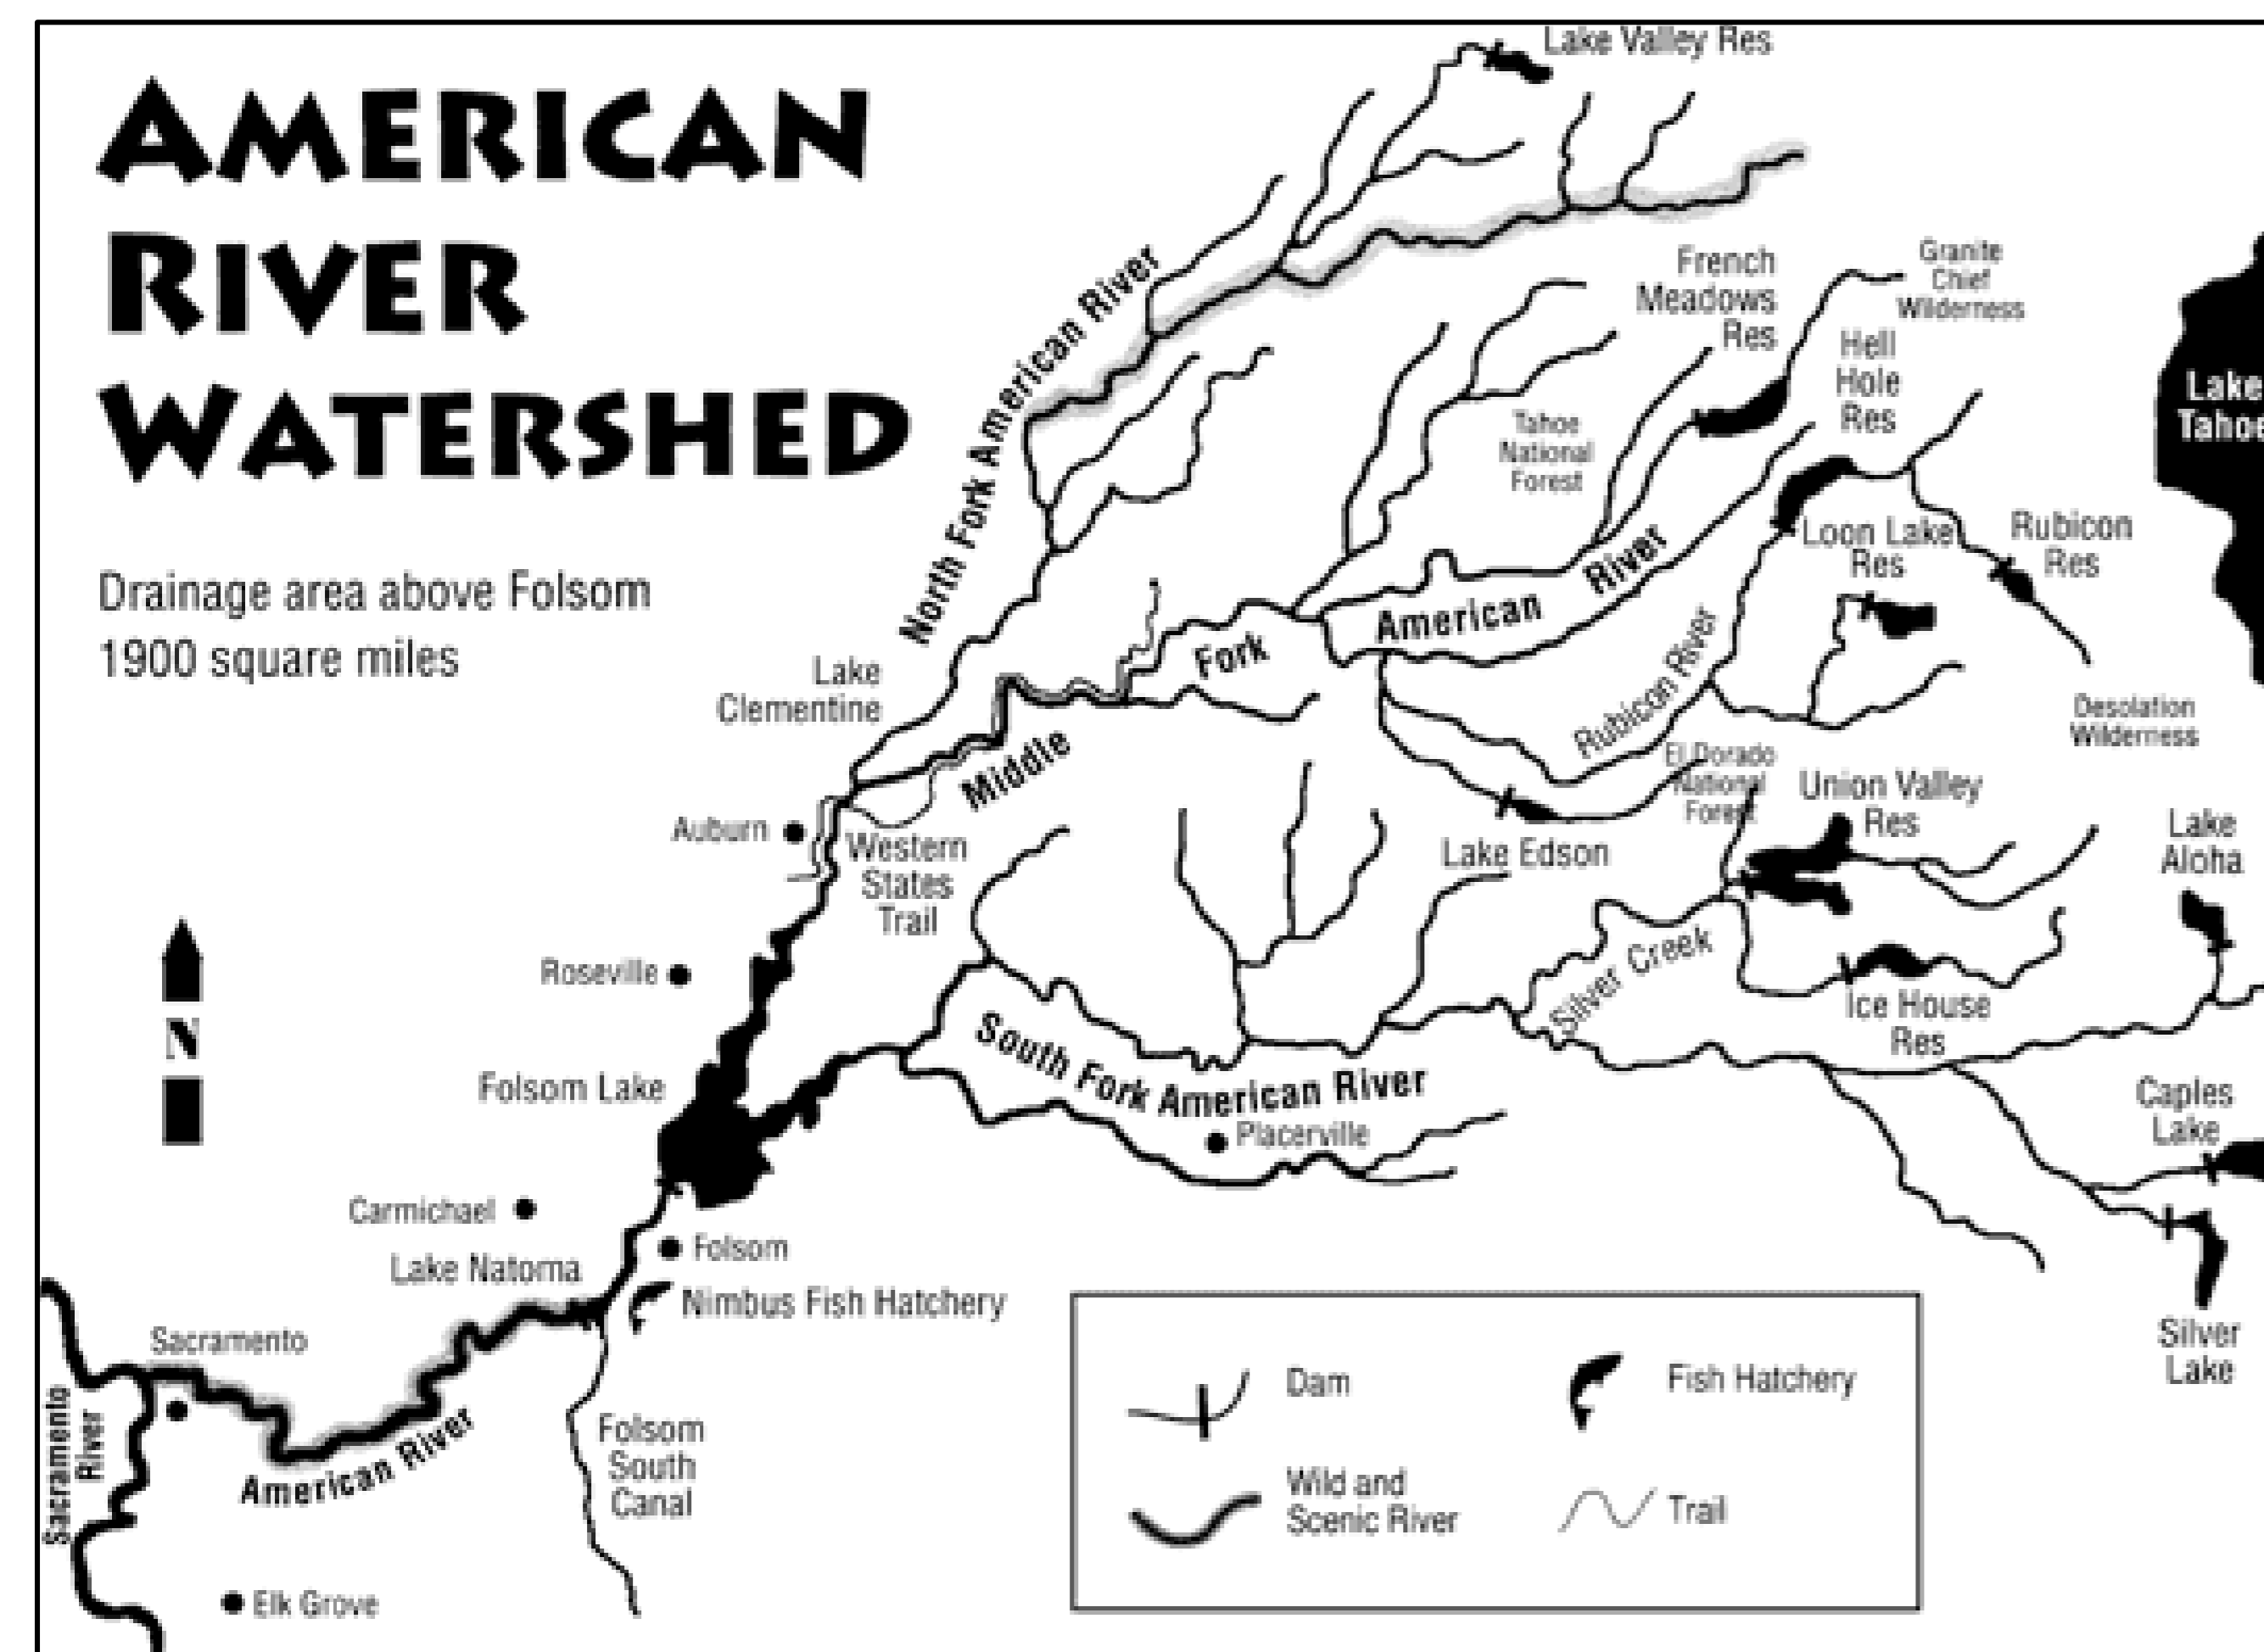 AMERICAN
RIVER
WATERSHED
Drainage area above Folsom
1900 square miles
Lake Valley Res
North Fork American River
French
Meadows
Res
Granite
Chief
Wilderness
Hell
Hole
Res
Lake
Tahoe
Tahoe
National
Forest
Loon Lake
Res
Rubicon
Res
Middle Fork American River
Rubicon River
Desolation
Wilderness
Lake
Clementine
El Dorado
National
Forest
Union Valley
Res
Lake
Aloha
Auburn
Western
States
Trail
Lake Edson
Roseville
Silver Creek
Ice House
Res
N
Folsom Lake
South Fork American River
Placerville
Caples
Lake
Carmichael
Folsom
Lake Natoma
Nimbus Fish Hatchery
Silver
Lake
Sacramento
Sacramento
River
American River
Folsom
South
Canal
Elk Grove
Dam
Fish Hatchery
Wild and
Scenic River
Trail